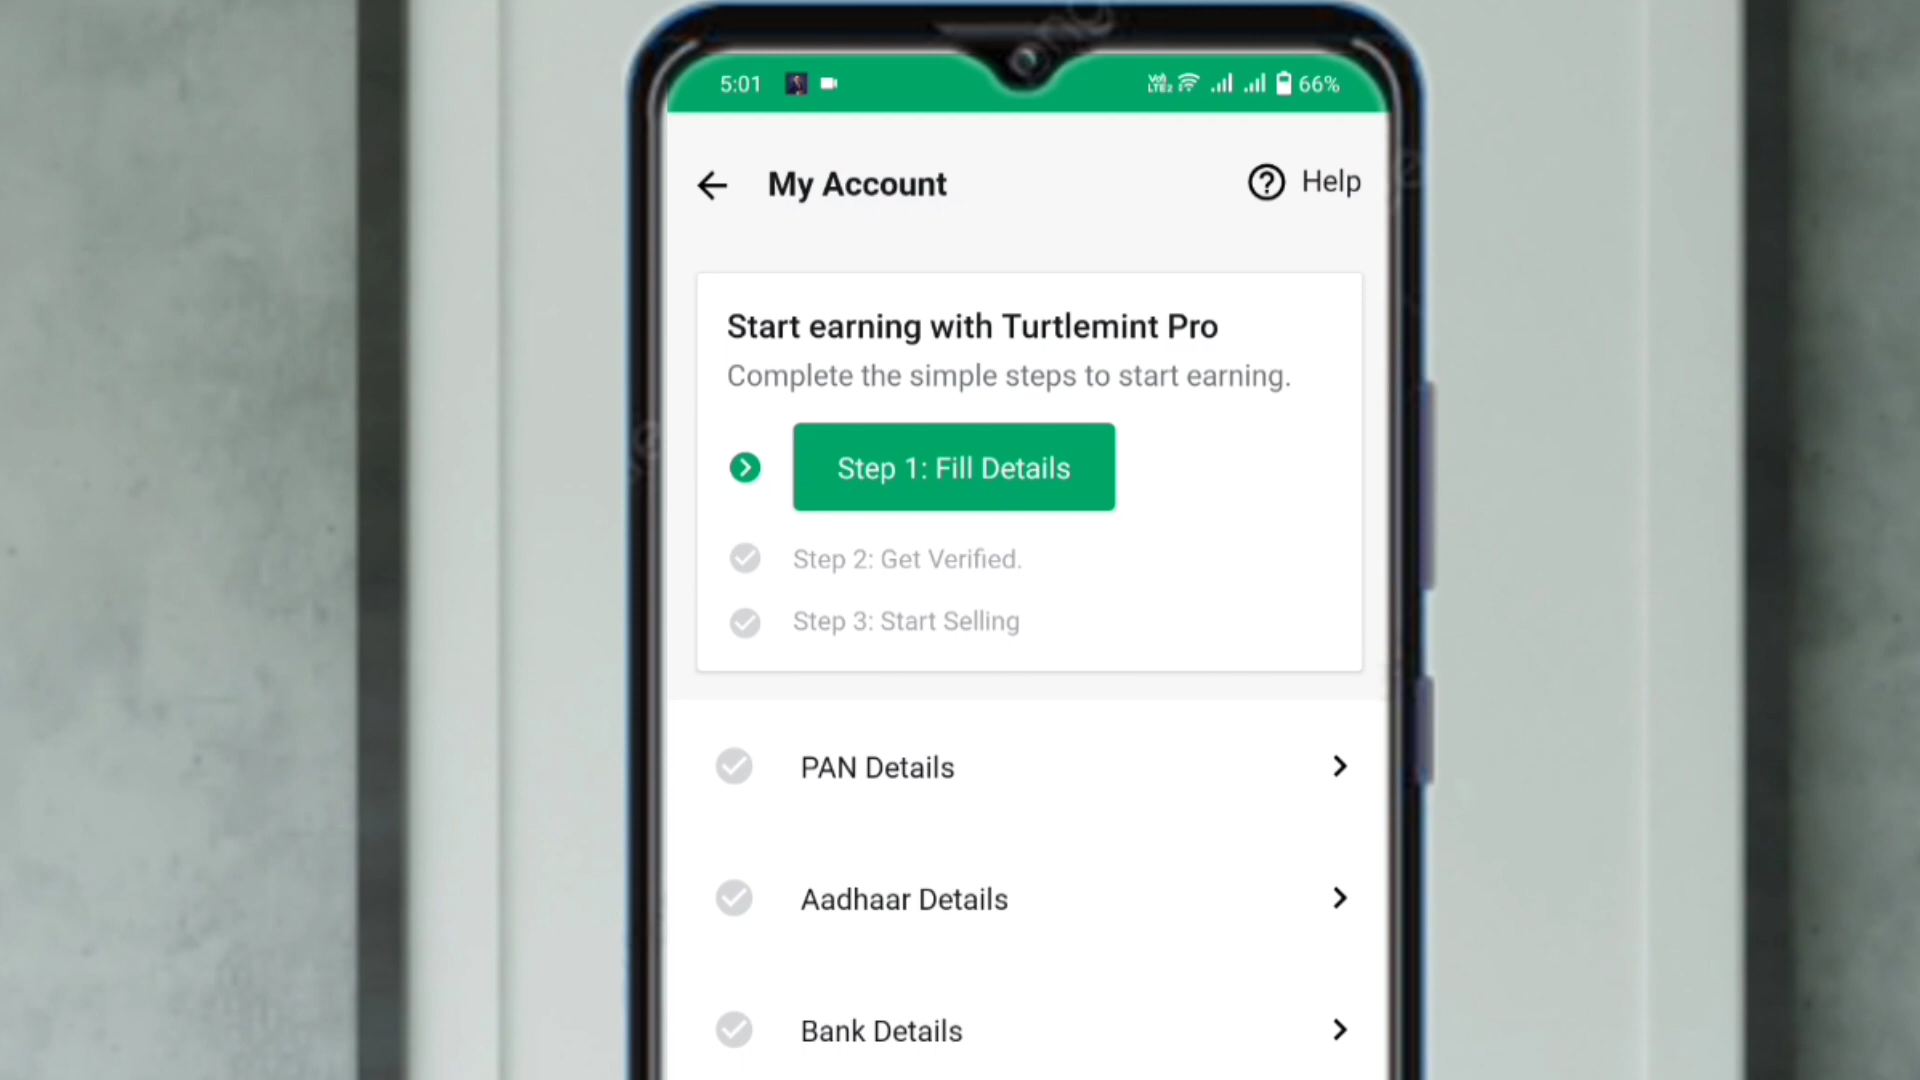 5:01
66%
My Account
Help
Start earning with Turtlemint Pro
Complete the simple steps to start earning.
Step 1: Fill Details
Step 2: Get Verified.
Step 3: Start Selling
PAN Details
Aadhaar Details
Bank Details